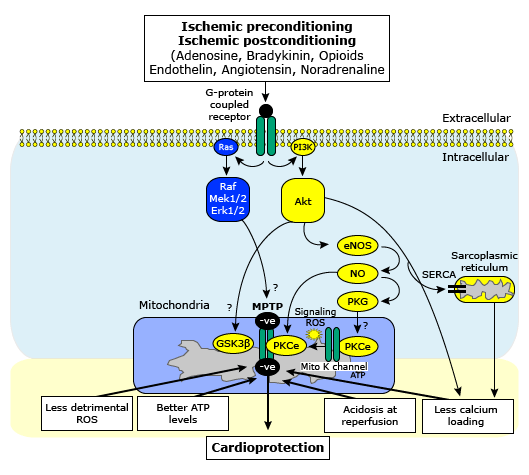 Ischemic preconditioning
Ischemic postconditioning
(Adenosine, Bradykinin, Opioids
Endothelin, Angiotensin, Noradrenaline
G-protein
coupled
receptor
Extracellular
Ras
PI3K
Intracellular
Raf
Mek1/2
Erk1/2
Akt
eNOS
NO
SERCA
Sarcoplasmic
reticulum
?
PKG
Mitochondria
?
MPTP
Signaling
ROS
?
-ve
GSK3β
PKCe
PKCe
Mito K channel
ATP
-ve
Less detrimental
ROS
Better ATP
levels
Acidosis at
reperfusion
Less calcium
loading
Cardioprotection